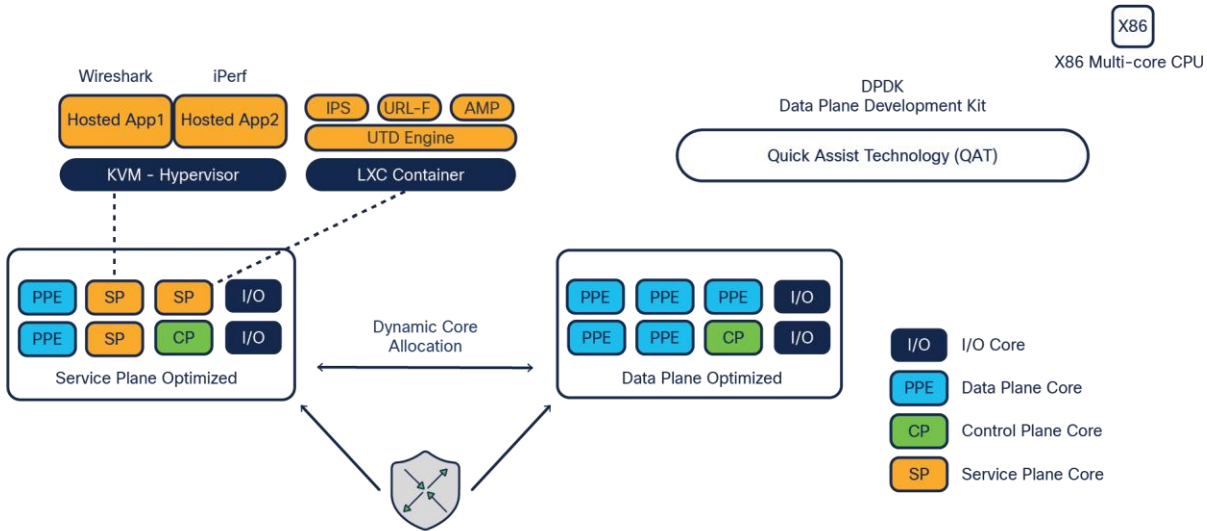 X86
X86 Multi-core CPU
Wireshark
iPerf
Hosted App1
Hosted App2
IPS
URL-F
AMP
UTD Engine
KVM - Hypervisor
LXC Container
DPDK
Data Plane Development Kit
Quick Assist Technology (QAT)
PPE
SP
SP
I/O
PPE
SP
CP
I/O
Service Plane Optimized
Dynamic Core
Allocation
PPE
PPE
PPE
I/O
PPE
PPE
CP
I/O
Data Plane Optimized
I/O
I/O Core
PPE
Data Plane Core
CP
Control Plane Core
SP
Service Plane Core